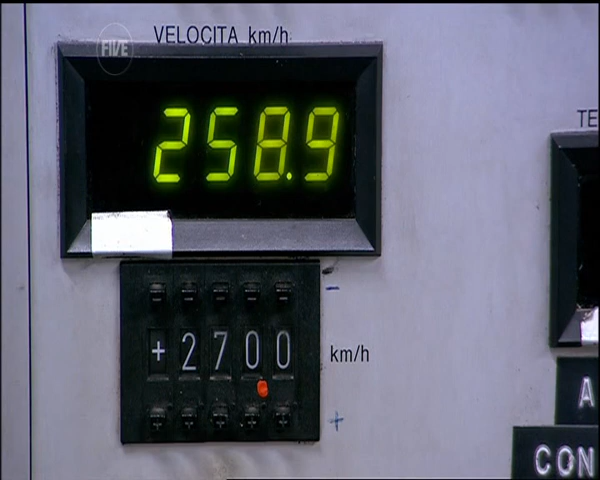 FIVE
VELOCITA km/h
258.9
TE
+2700 km/h
-
+
A
CON